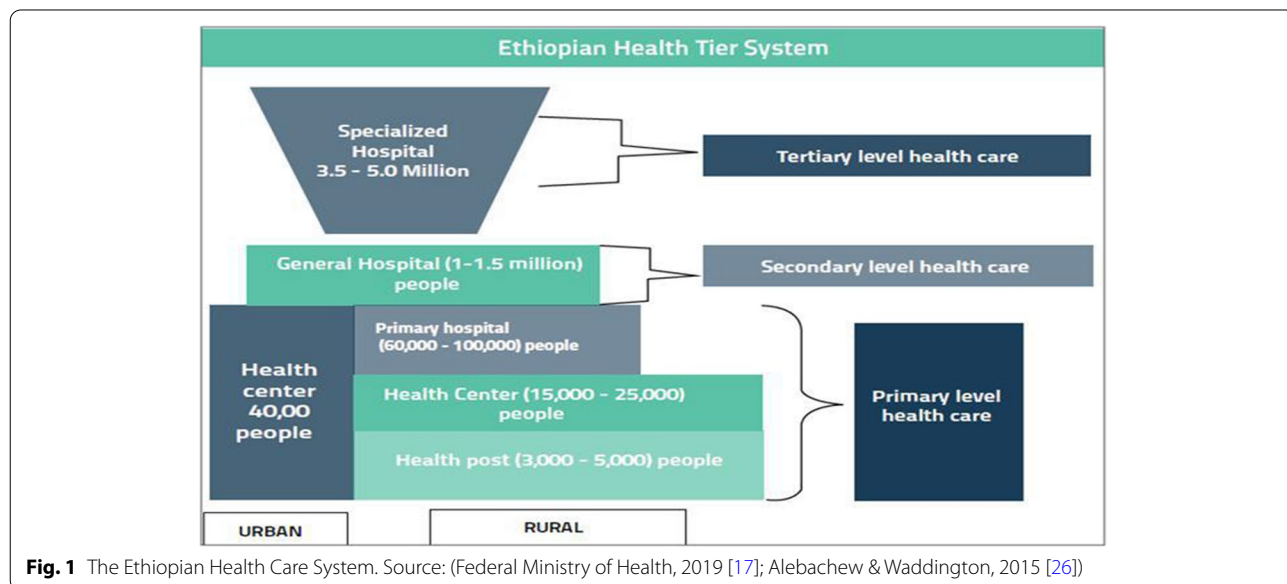 Ethiopian Health Tier System
Specialized
Hospital
3.5 - 5.0 Million
Tertiary level health care
General Hospital (1-1.5 million)
people
Secondary level health care
Primary hospital
(60,000 - 100,000) people
Health
center
40,00
people
Health Center (15,000 - 25,000)
people
Primary level
health care
Health post (3,000 - 5,000) people
URBAN
RURAL
Fig. 1 The Ethiopian Health Care System. Source: (Federal Ministry of Health, 2019 [17]; Alebachew & Waddington, 2015 [26])